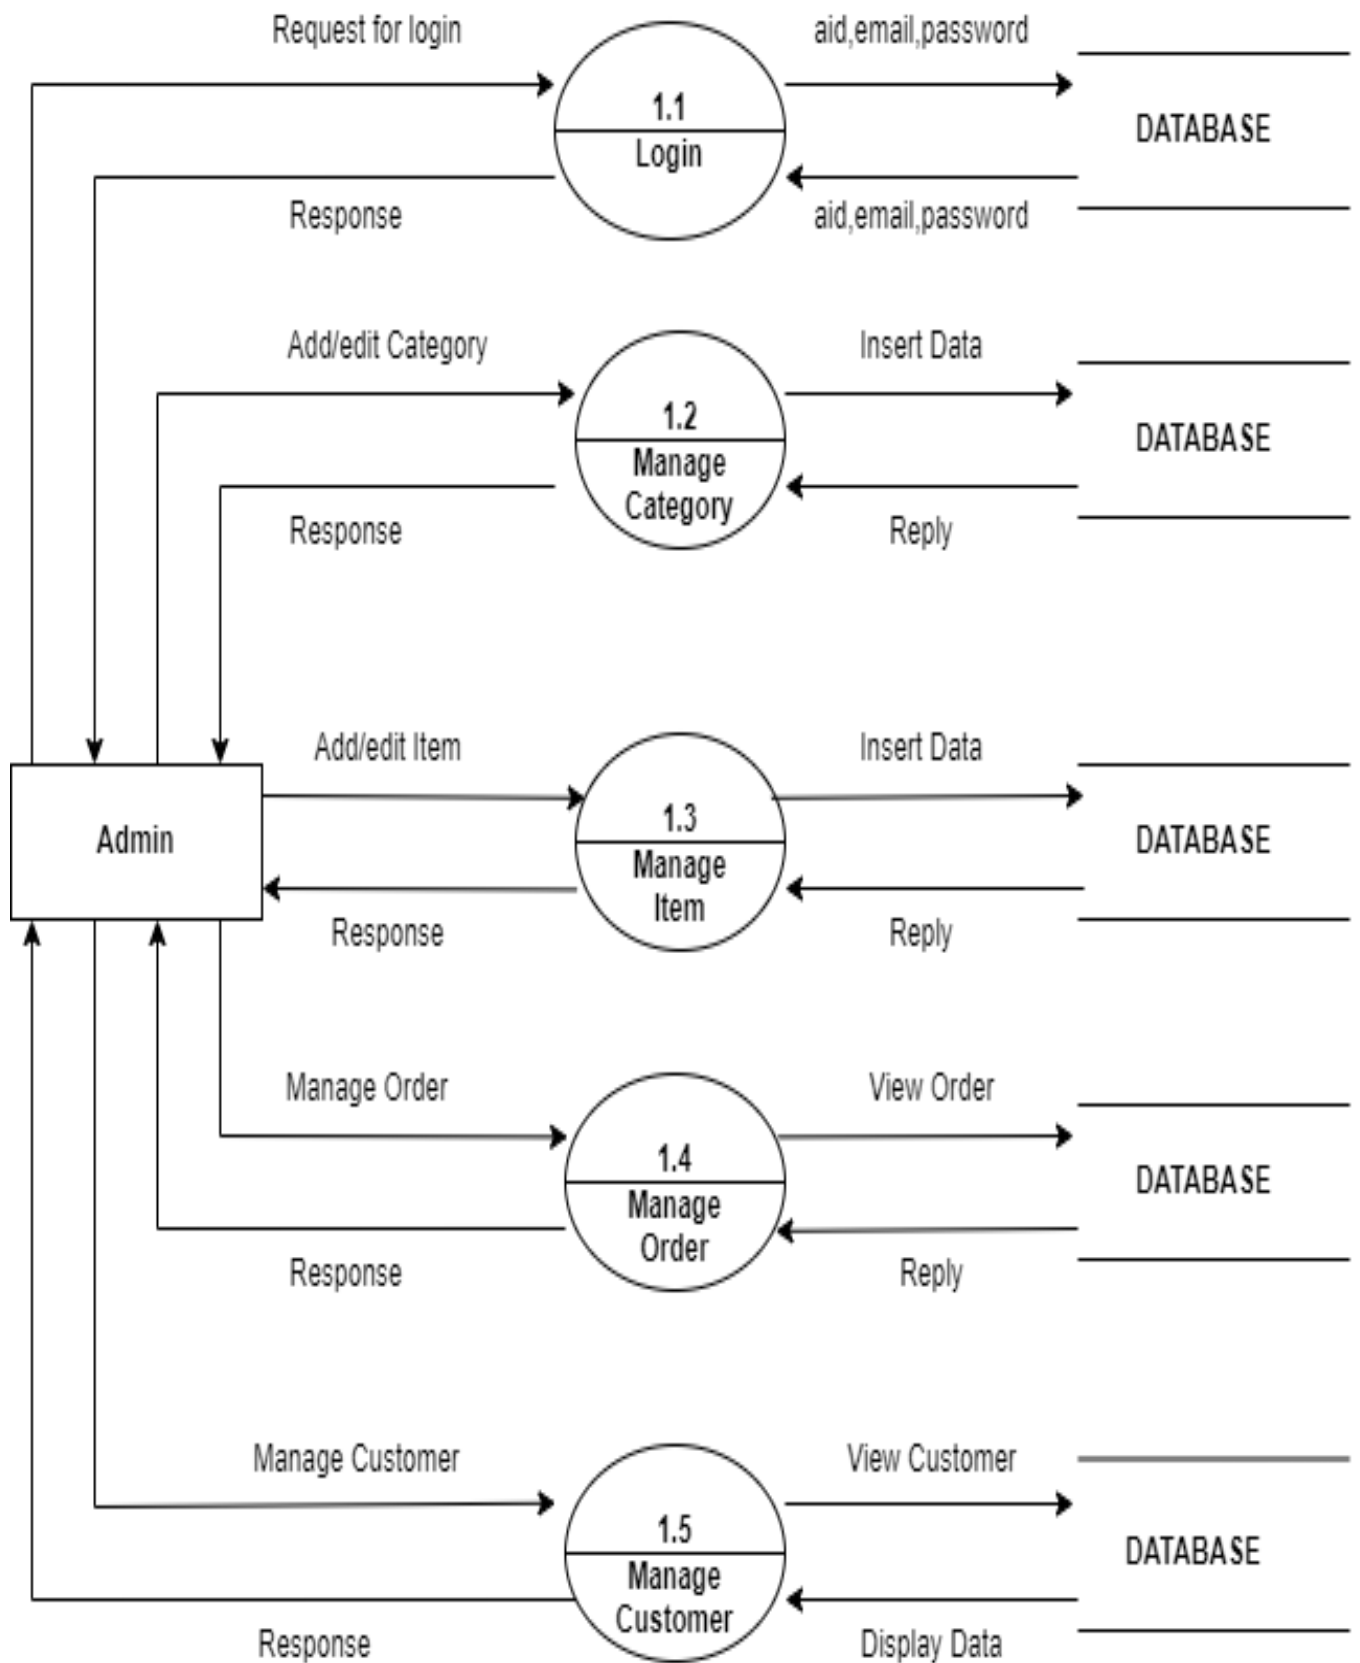 Request for login
aid,email,password
1.1
Login
DATABASE
Response
aid,email,password
Add/edit Category
Insert Data
1.2
Manage
Category
DATABASE
Response
Reply
Add/edit Item
Insert Data
Admin
1.3
Manage
Item
DATABASE
Response
Reply
Manage Order
View Order
1.4
Manage
Order
DATABASE
Response
Reply
Manage Customer
View Customer
1.5
Manage
Customer
DATABASE
Response
Display Data